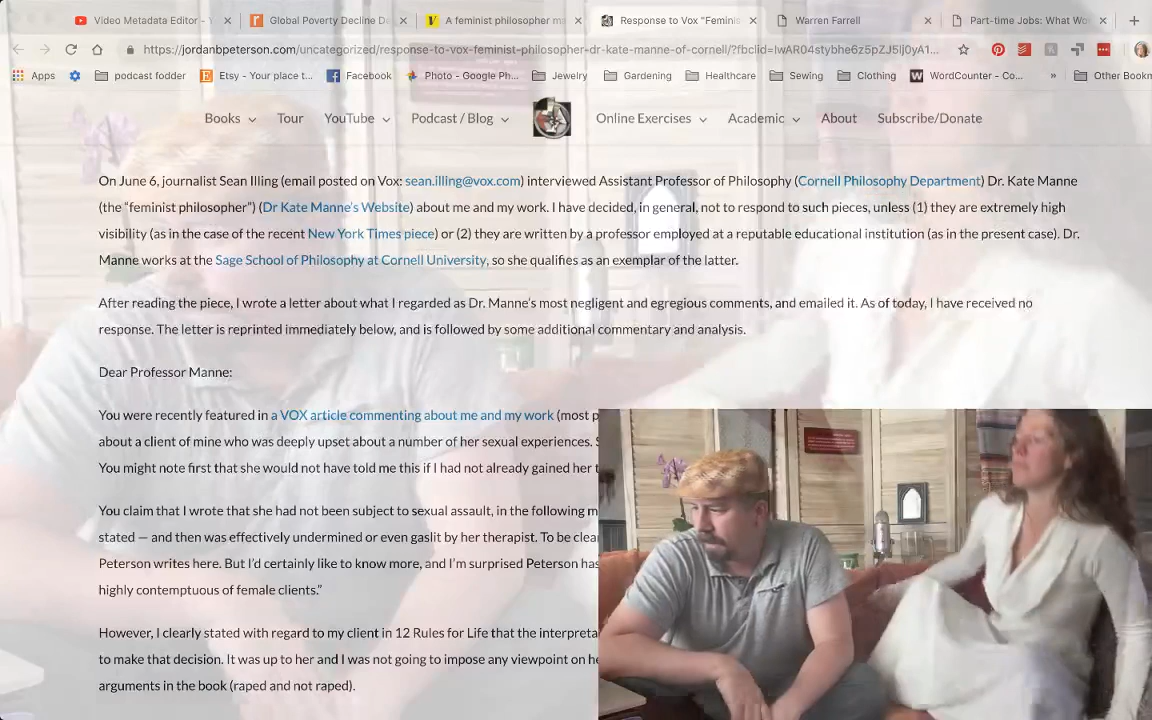 Video Metadata Editor - Y
Global Poverty Decline De
A feminist philosopher ma
Response to Vox "Feminis
Warren Farrell
Part-time Jobs: What Wo
https://jordanbpeterson.com/uncategorized/response-to-vox-feminist-philosopher-dr-kate-manne-of-cornell/?fbclid=IwAR04stybhe6z5pZJ5lj0yA1...
Apps
podcast fodder
Etsy - Your place t...
Facebook
Photo - Google Ph...
Jewelry
Gardening
Healthcare
Sewing
Clothing
WordCounter - Co...
»
Other Bookm
Books
Tour
YouTube
Podcast / Blog
Online Exercises
Academic
About
Subscribe/Donate
On June 6, journalist Sean Illing (email posted on Vox: sean.illing@vox.com) interviewed Assistant Professor of Philosophy (Cornell Philosophy Department) Dr. Kate Manne
(the "feminist philosopher") (Dr Kate Manne's Website) about me and my work. I have decided, in general, not to respond to such pieces, unless (1) they are extremely high
visibility (as in the case of the recent New York Times piece) or (2) they are written by a professor employed at a reputable educational institution (as in the present case). Dr.
Manne works at the Sage School of Philosophy at Cornell University, so she qualifies as an exemplar of the latter.
After reading the piece, I wrote a letter about what I regarded as Dr. Manne's most negligent and egregious comments, and emailed it. As of today, I have received no
response. The letter is reprinted immediately below, and is followed by some additional commentary and analysis.
Dear Professor Manne:
You were recently featured in a VOX article commenting about me and my work (most p
about a client of mine who was deeply upset about a number of her sexual experiences. S
You might note first that she would not have told me this if I had not already gained her t
You claim that I wrote that she had not been subject to sexual assault, in the following m
stated — and then was effectively undermined or even gaslit by her therapist. To be clear
Peterson writes here. But I'd certainly like to know more, and I'm surprised Peterson has
highly contemptuous of female clients."
However, I clearly stated with regard to my client in 12 Rules for Life that the interpreta
to make that decision. It was up to her and I was not going to impose any viewpoint on he
arguments in the book (raped and not raped).